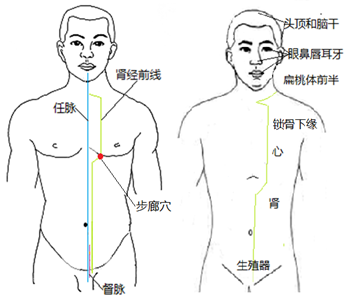 肾经前线
任脉
步廊穴
督脉
头顶和脑干
眼鼻唇耳牙
扁桃体前半
锁骨下缘
心
肾
生殖器